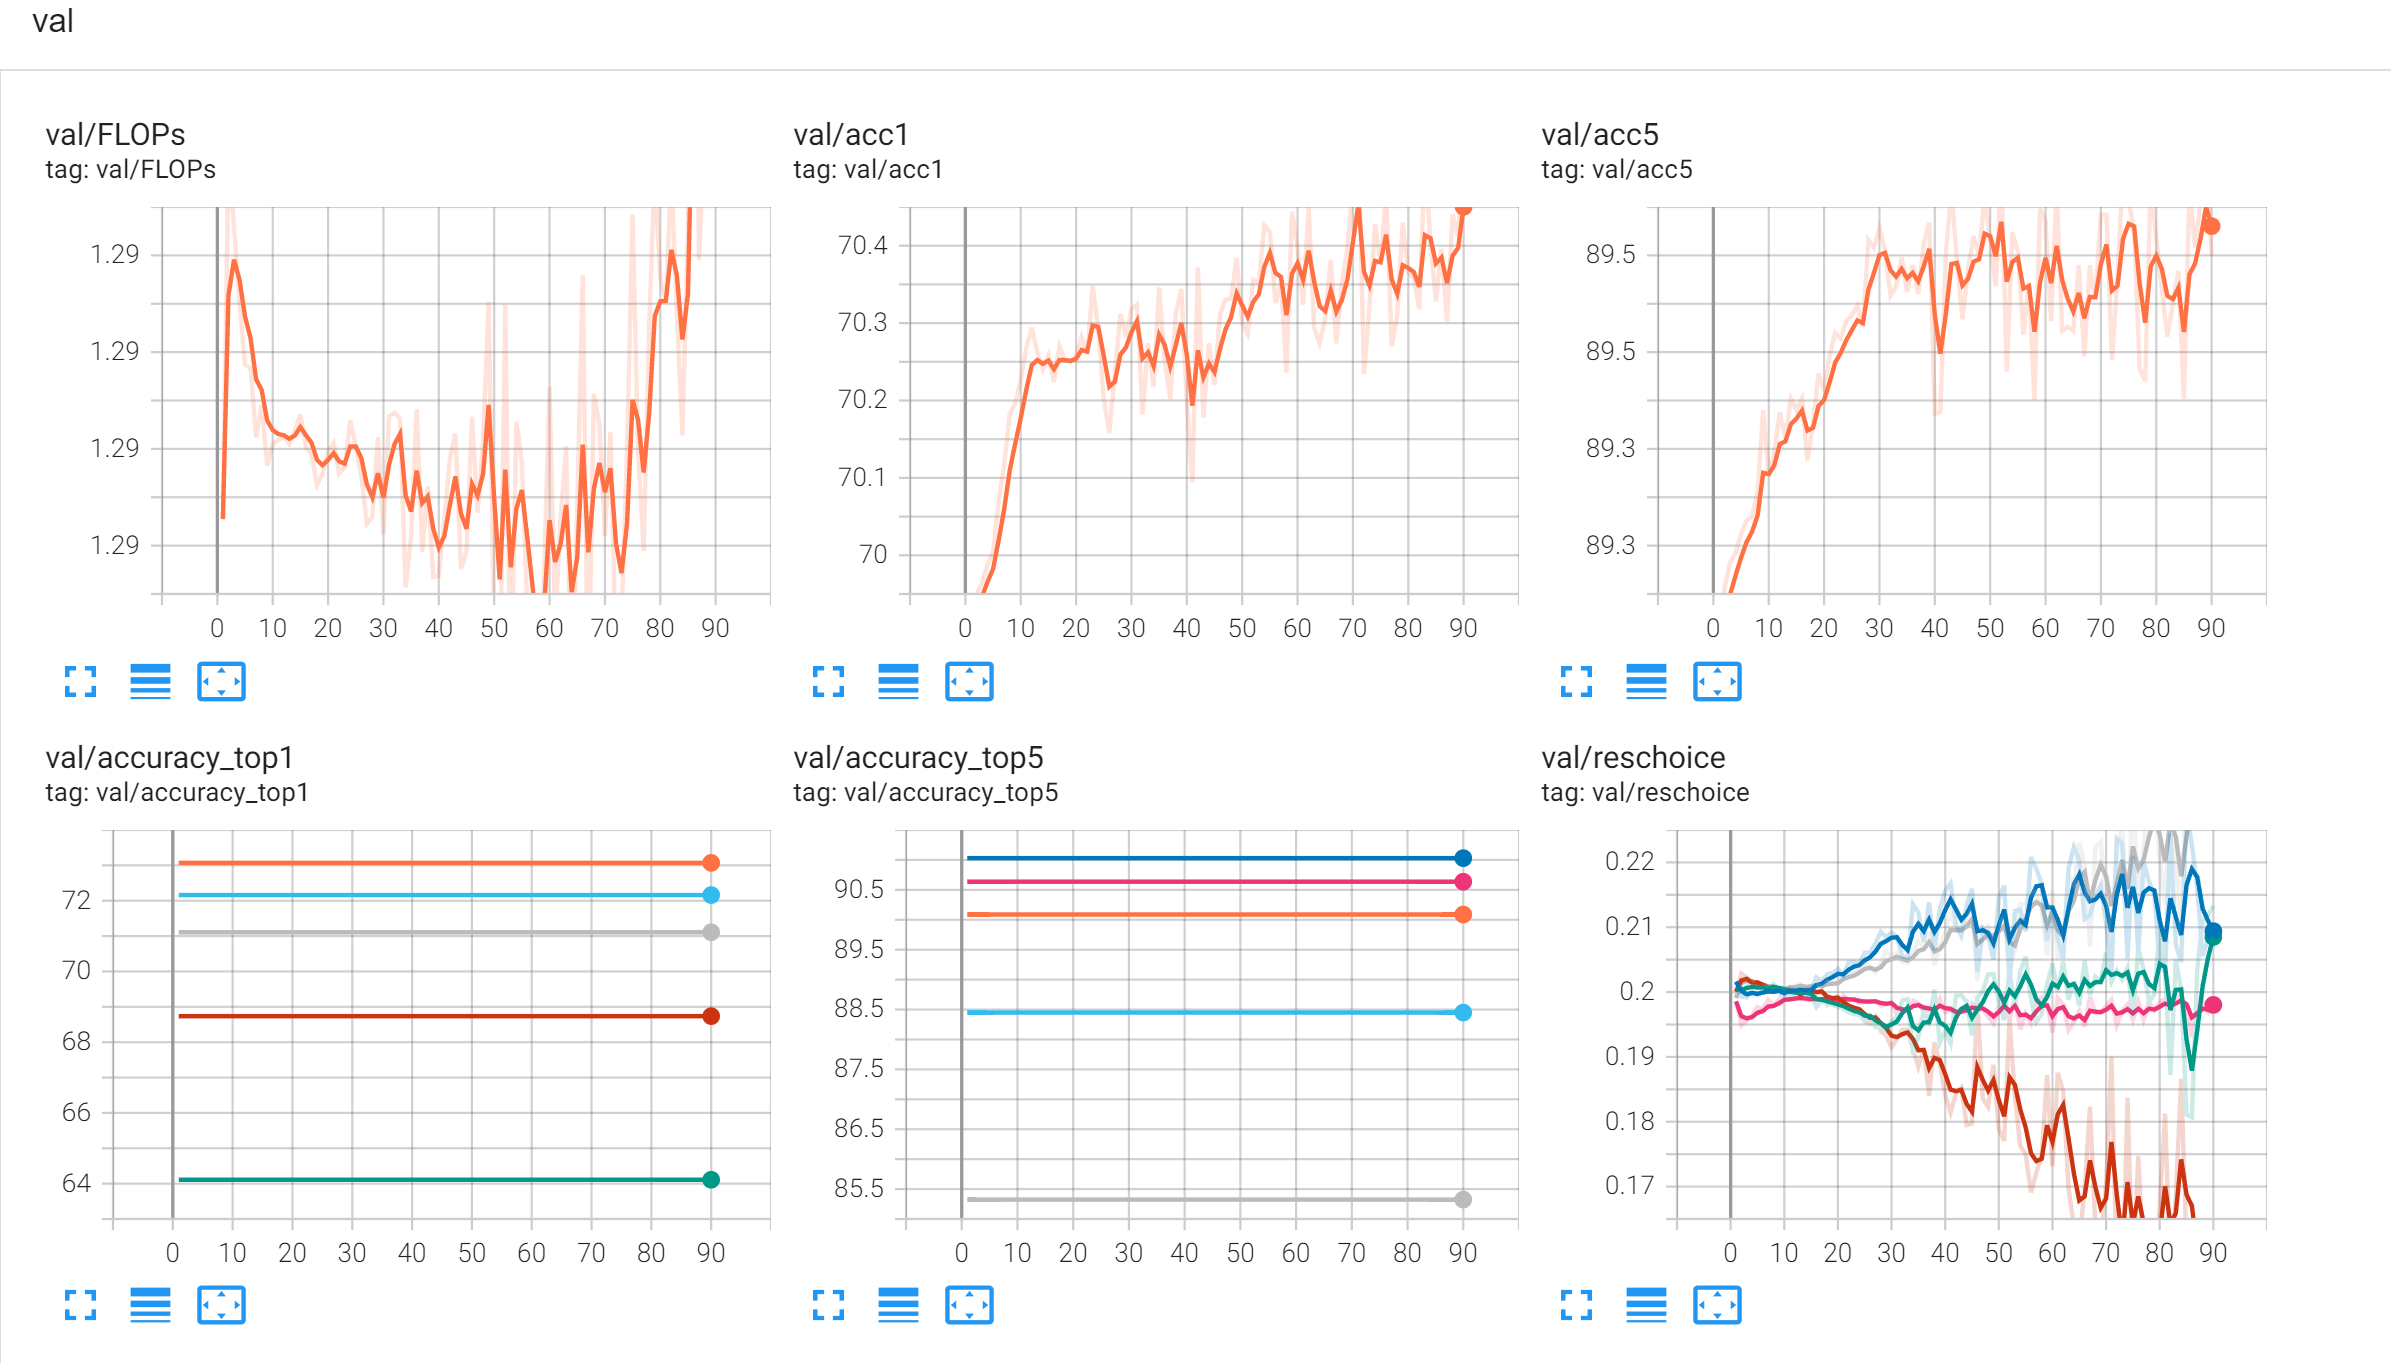 val
val/FLOPs
tag: val/FLOPs
1.29
1.29
1.29
1.29
0 10 20 30 40 50 60 70 80 90
val/acc1
tag: val/acc1
70.4
70.3
70.2
70.1
70
0 10 20 30 40 50 60 70 80 90
val/acc5
tag: val/acc5
89.5
89.5
89.3
89.3
0 10 20 30 40 50 60 70 80 90
val/accuracy_top1
tag: val/accuracy_top1
72
70
68
66
64
0 10 20 30 40 50 60 70 80 90
val/accuracy_top5
tag: val/accuracy_top5
90.5
89.5
88.5
87.5
86.5
85.5
0 10 20 30 40 50 60 70 80 90
val/reschoice
tag: val/reschoice
0.22
0.21
0.2
0.19
0.18
0.17
0 10 20 30 40 50 60 70 80 90